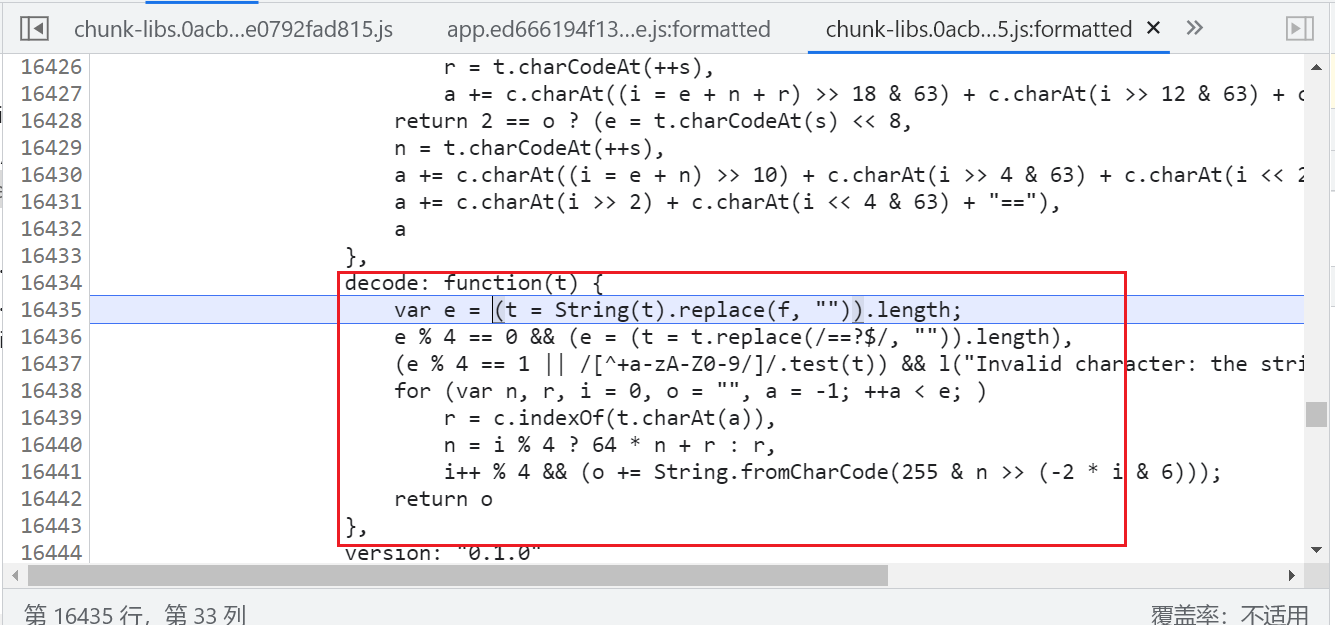 chunk-libs.0acb...e0792fad815.js app.ed666194f13...e.js:formatted chunk-libs.0acb...5.js:formatted ✕ »
16426 r = t.charCodeAt(++s),
16427 a += c.charAt((i = e + n + r) >> 18 & 63) + c.charAt(i >> 12 & 63) + c
16428 return 2 == o ? (e = t.charCodeAt(s) << 8,
16429 n = t.charCodeAt(++s),
16430 a += c.charAt((i = e + n) >> 10) + c.charAt(i >> 4 & 63) + c.charAt(i << 2
16431 a += c.charAt(i >> 2) + c.charAt(i << 4 & 63) + "=="),
16432 a
16433 },
16434 decode: function(t) {
16435 var e = (t = String(t).replace(f, "")).length;
16436 e % 4 == 0 && (e = (t = t.replace(/==?$/, "")).length),
16437 (e % 4 == 1 || /[^+a-zA-Z0-9/]/.test(t)) && l("Invalid character: the stri
16438 for (var n, r, i = 0, o = "", a = -1; ++a < e; )
16439 r = c.indexOf(t.charAt(a)),
16440 n = i % 4 ? 64 * n + r : r,
16441 i++ % 4 && (o += String.fromCharCode(255 & n >> (-2 * i & 6)));
16442 return o
16443 },
16444 version: "0.1.0"
第 16435 行，第 33 列 覆盖率：不适用